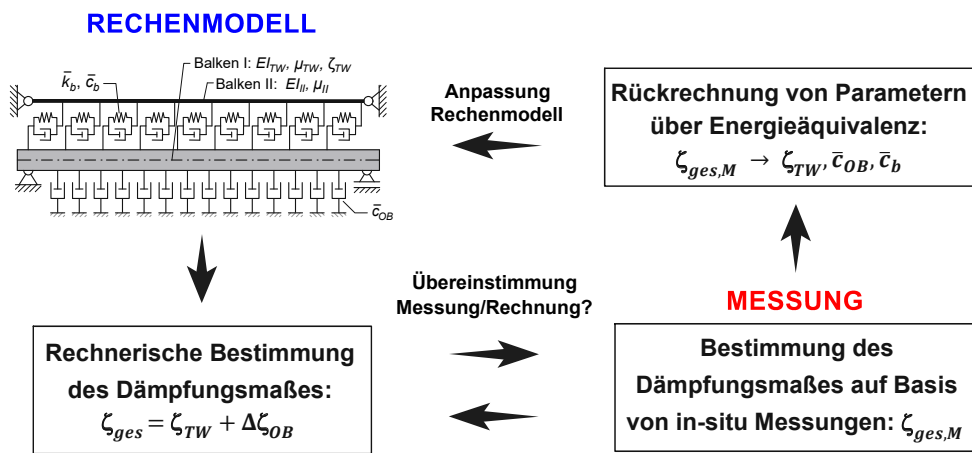 RECHENMODELL
k̄_b, c̄_b
Balken I: EI_TW, μ_TW, ζ_TW
Balken II: EI_II, μ_II
c̄_OB
Anpassung
Rechenmodell
Rückrechnung von Parametern
über Energieäquivalenz:
ζ_ges,M → ζ_TW, c̄_OB, c̄_b
Übereinstimmung
Messung/Rechnung?
MESSUNG
Rechnerische Bestimmung
des Dämpfungsmaßes:
ζ_ges = ζ_TW + Δζ_OB
Bestimmung des
Dämpfungsmaßes auf Basis
von in-situ Messungen: ζ_ges,M